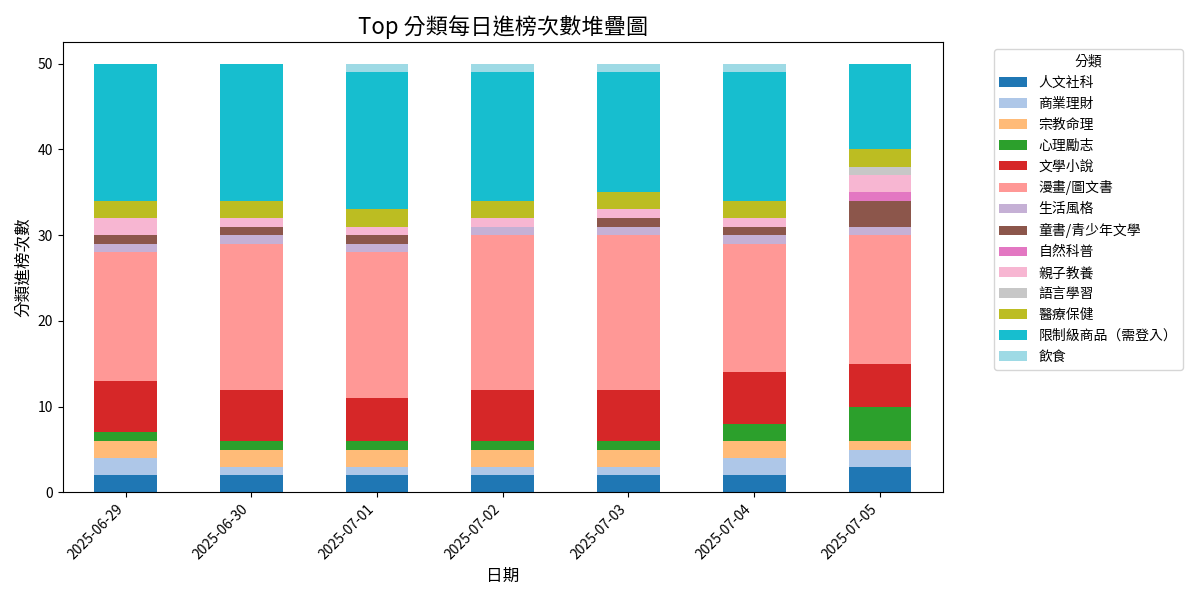 Top 分類每日進榜次數堆疊圖
分類進榜次數
50
40
30
20
10
0
2025-06-29
2025-06-30
2025-07-01
2025-07-02
2025-07-03
2025-07-04
2025-07-05
日期
分類
人文社科
商業理財
宗教命理
心理勵志
文學小說
漫畫/圖文書
生活風格
童書/青少年文學
自然科普
親子教養
語言學習
醫療保健
限制級商品（需登入）
飲食